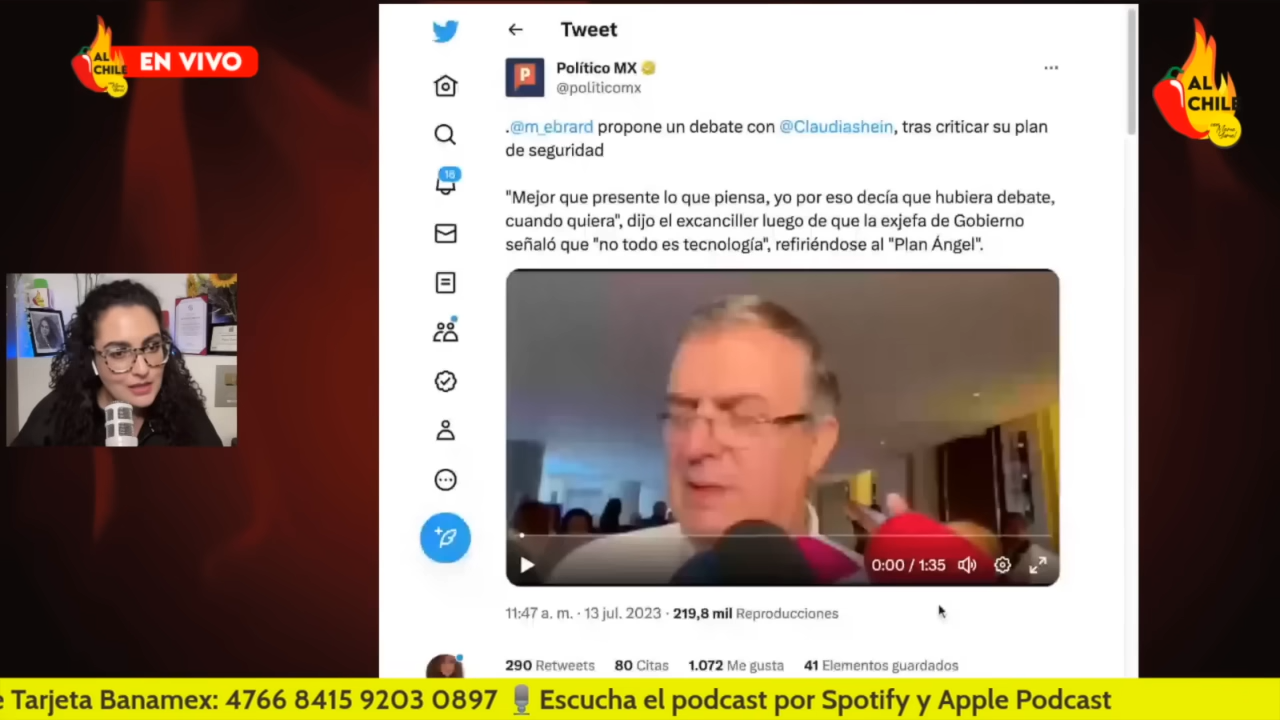 AL
CHILE
EN VIVO
Tweet
Político MX
@politicomx
.@m_ebrard propone un debate con @Claudiashein, tras criticar su plan
de seguridad
"Mejor que presente lo que piensa, yo por eso decía que hubiera debate,
cuando quiera", dijo el excanciller luego de que la exjefa de Gobierno
señaló que "no todo es tecnología", refiriéndose al "Plan Ángel".
16
P
0:00 / 1:35
11:47 a. m. · 13 jul. 2023 · 219,8 mil Reproducciones
290 Retweets 80 Citas 1.072 Me gusta 41 Elementos guardados
AL
CHILE
Tarjeta Banamex: 4766 8415 9203 0897 Escucha el podcast por Spotify y Apple Podcast